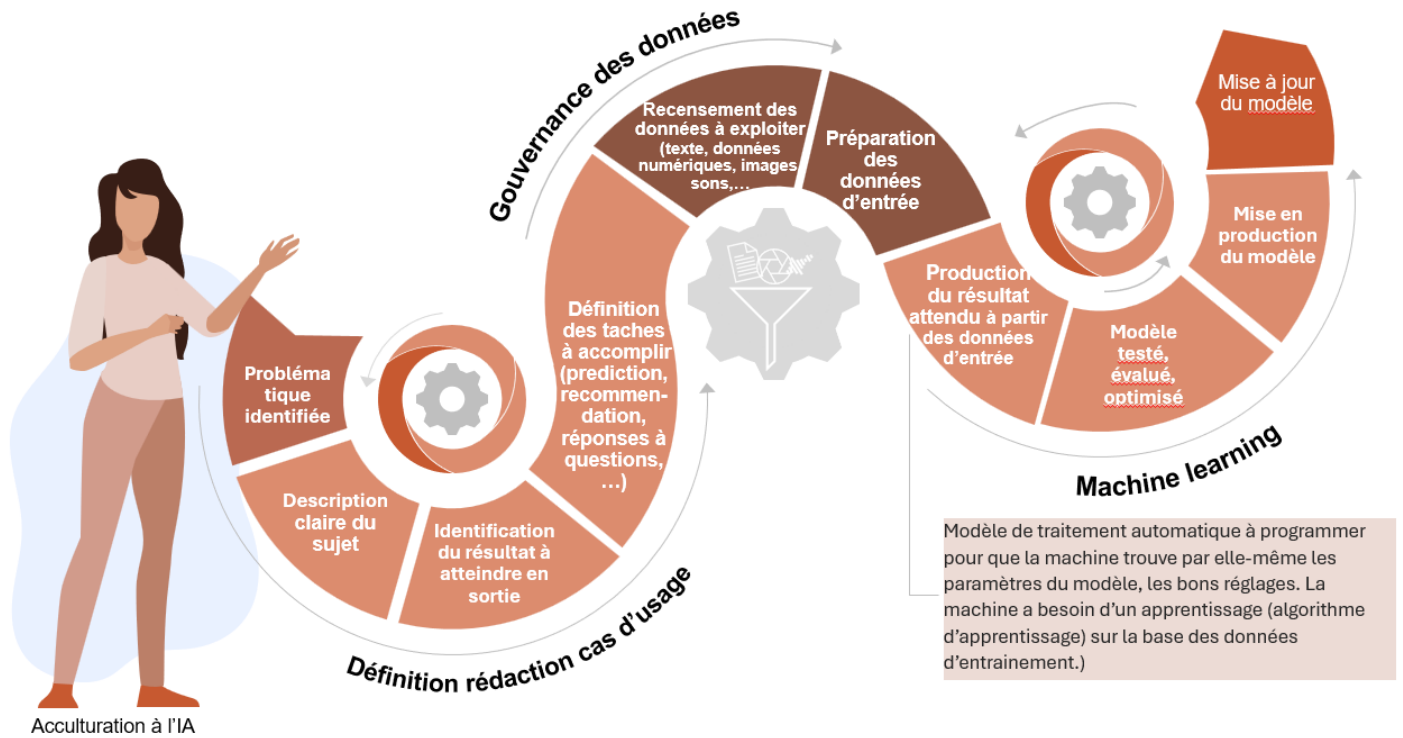 Acculturation à l'IA
Probléma
tique
identifiée
Description
claire du
sujet
Identification
du résultat à
atteindre en
sortie
Définition
des taches
à accomplir
(prediction,
recommen-
dation,
réponses à
questions,
…)
Définition rédaction cas d'usage
Gouvernance des données
Recensement des
données à exploiter
(texte, données
numériques, images
sons,…
Préparation
des
données
d'entrée
Production
du résultat
attendu à partir
des données
d'entrée
Modèle
testé,
évalué,
optimisé
Mise en
production
du modèle
Mise à jour
du modèle
Machine learning
Modèle de traitement automatique à programmer
pour que la machine trouve par elle-même les
paramètres du modèle, les bons réglages. La
machine a besoin d'un apprentissage (algorithme
d'apprentissage) sur la base des données
d'entrainement.)